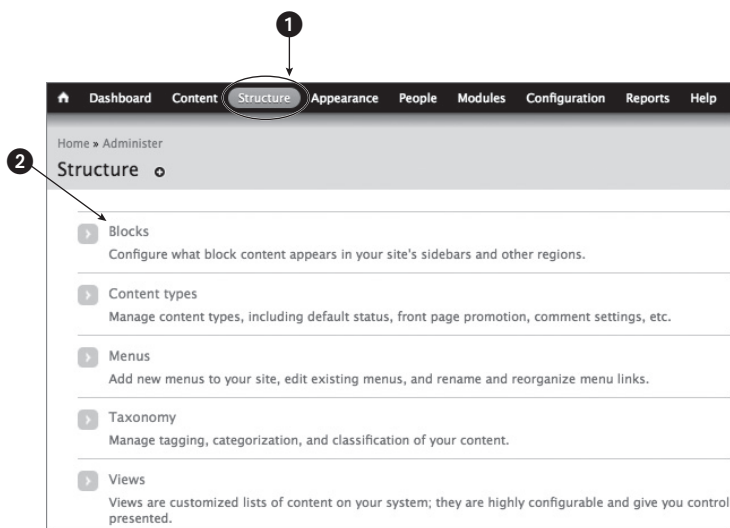 1
Dashboard Content Structure Appearance People Modules Configuration Reports Help
Home » Administer
2
Structure
Blocks
Configure what block content appears in your site's sidebars and other regions.
Content types
Manage content types, including default status, front page promotion, comment settings, etc.
Menus
Add new menus to your site, edit existing menus, and rename and reorganize menu links.
Taxonomy
Manage tagging, categorization, and classification of your content.
Views
Views are customized lists of content on your system; they are highly configurable and give you control
presented.